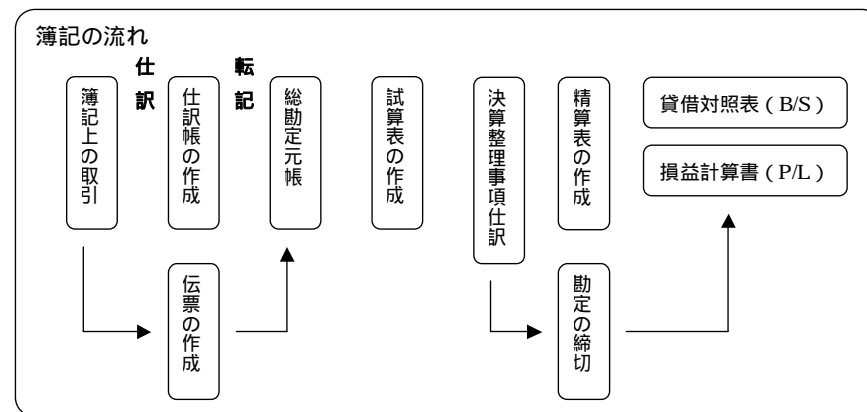 簿記の流れ
簿記上の取引
仕訳
仕訳帳の作成
転記
総勘定元帳
試算表の作成
決算整理事項仕訳
精算表の作成
貸借対照表(B/S)
損益計算書(P/L)
伝票の作成
勘定の締切